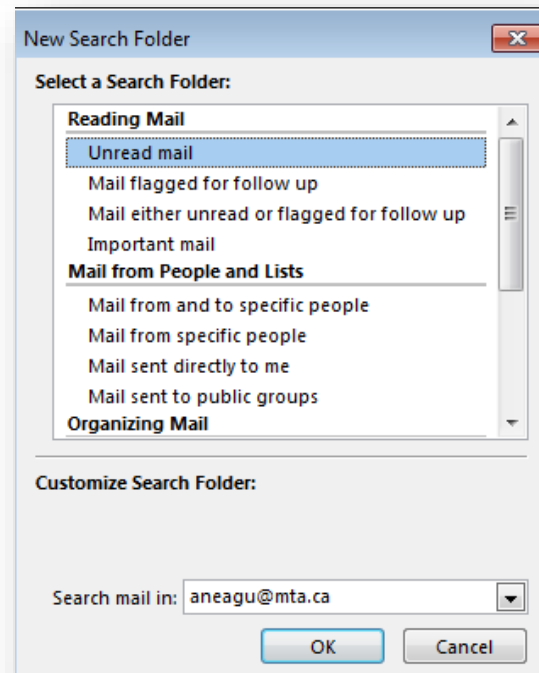 New Search Folder
Select a Search Folder:
Reading Mail
Unread mail
Mail flagged for follow up
Mail either unread or flagged for follow up
Important mail
Mail from People and Lists
Mail from and to specific people
Mail from specific people
Mail sent directly to me
Mail sent to public groups
Organizing Mail
Customize Search Folder:
Search mail in: aneagu@mta.ca
OK Cancel